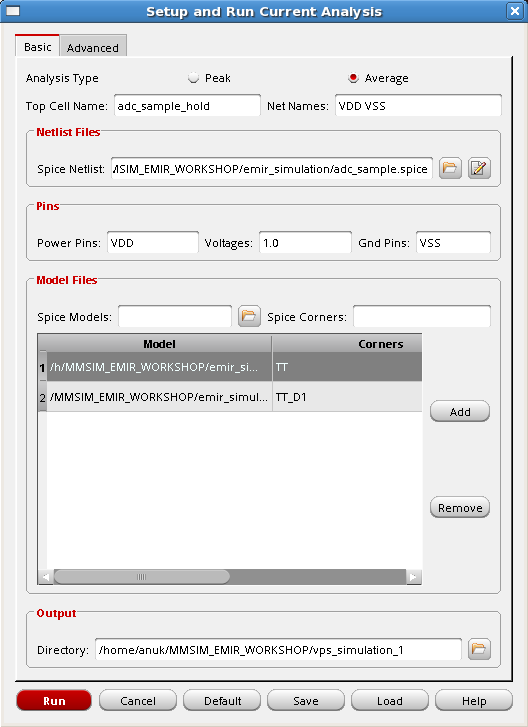 Setup and Run Current Analysis
Basic Advanced
Analysis Type Peak Average
Top Cell Name: adc_sample_hold Net Names: VDD VSS
Netlist Files
Spice Netlist: MSIM_EMIR_WORKSHOP/emir_simulation/adc_sample.spice
Pins
Power Pins: VDD Voltages: 1.0 Gnd Pins: VSS
Model Files
Spice Models: Spice Corners:
Model Corners
1 /h/MMSIM_EMIR_WORKSHOP/emir_si... TT
2 /MMSIM_EMIR_WORKSHOP/emir_simul... TT_D1
Add
Remove
Output
Directory: /home/anuk/MMSIM_EMIR_WORKSHOP/vps_simulation_1
Run Cancel Default Save Load Help